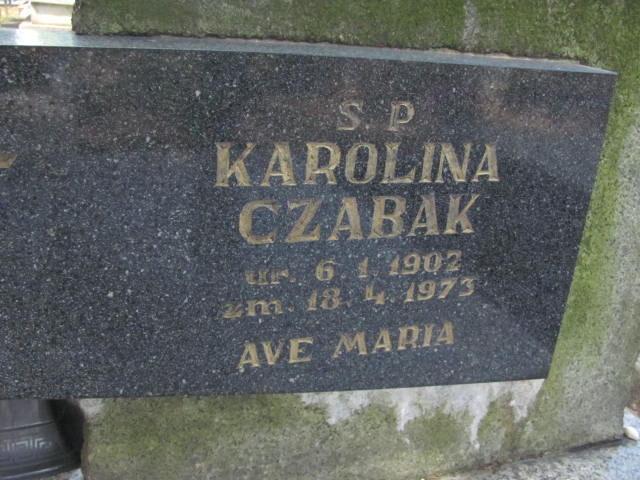 S. P
KAROLINA
CZABAK
ur. 6. 1. 1902
zm. 18. 4. 1973
AVE MARIA